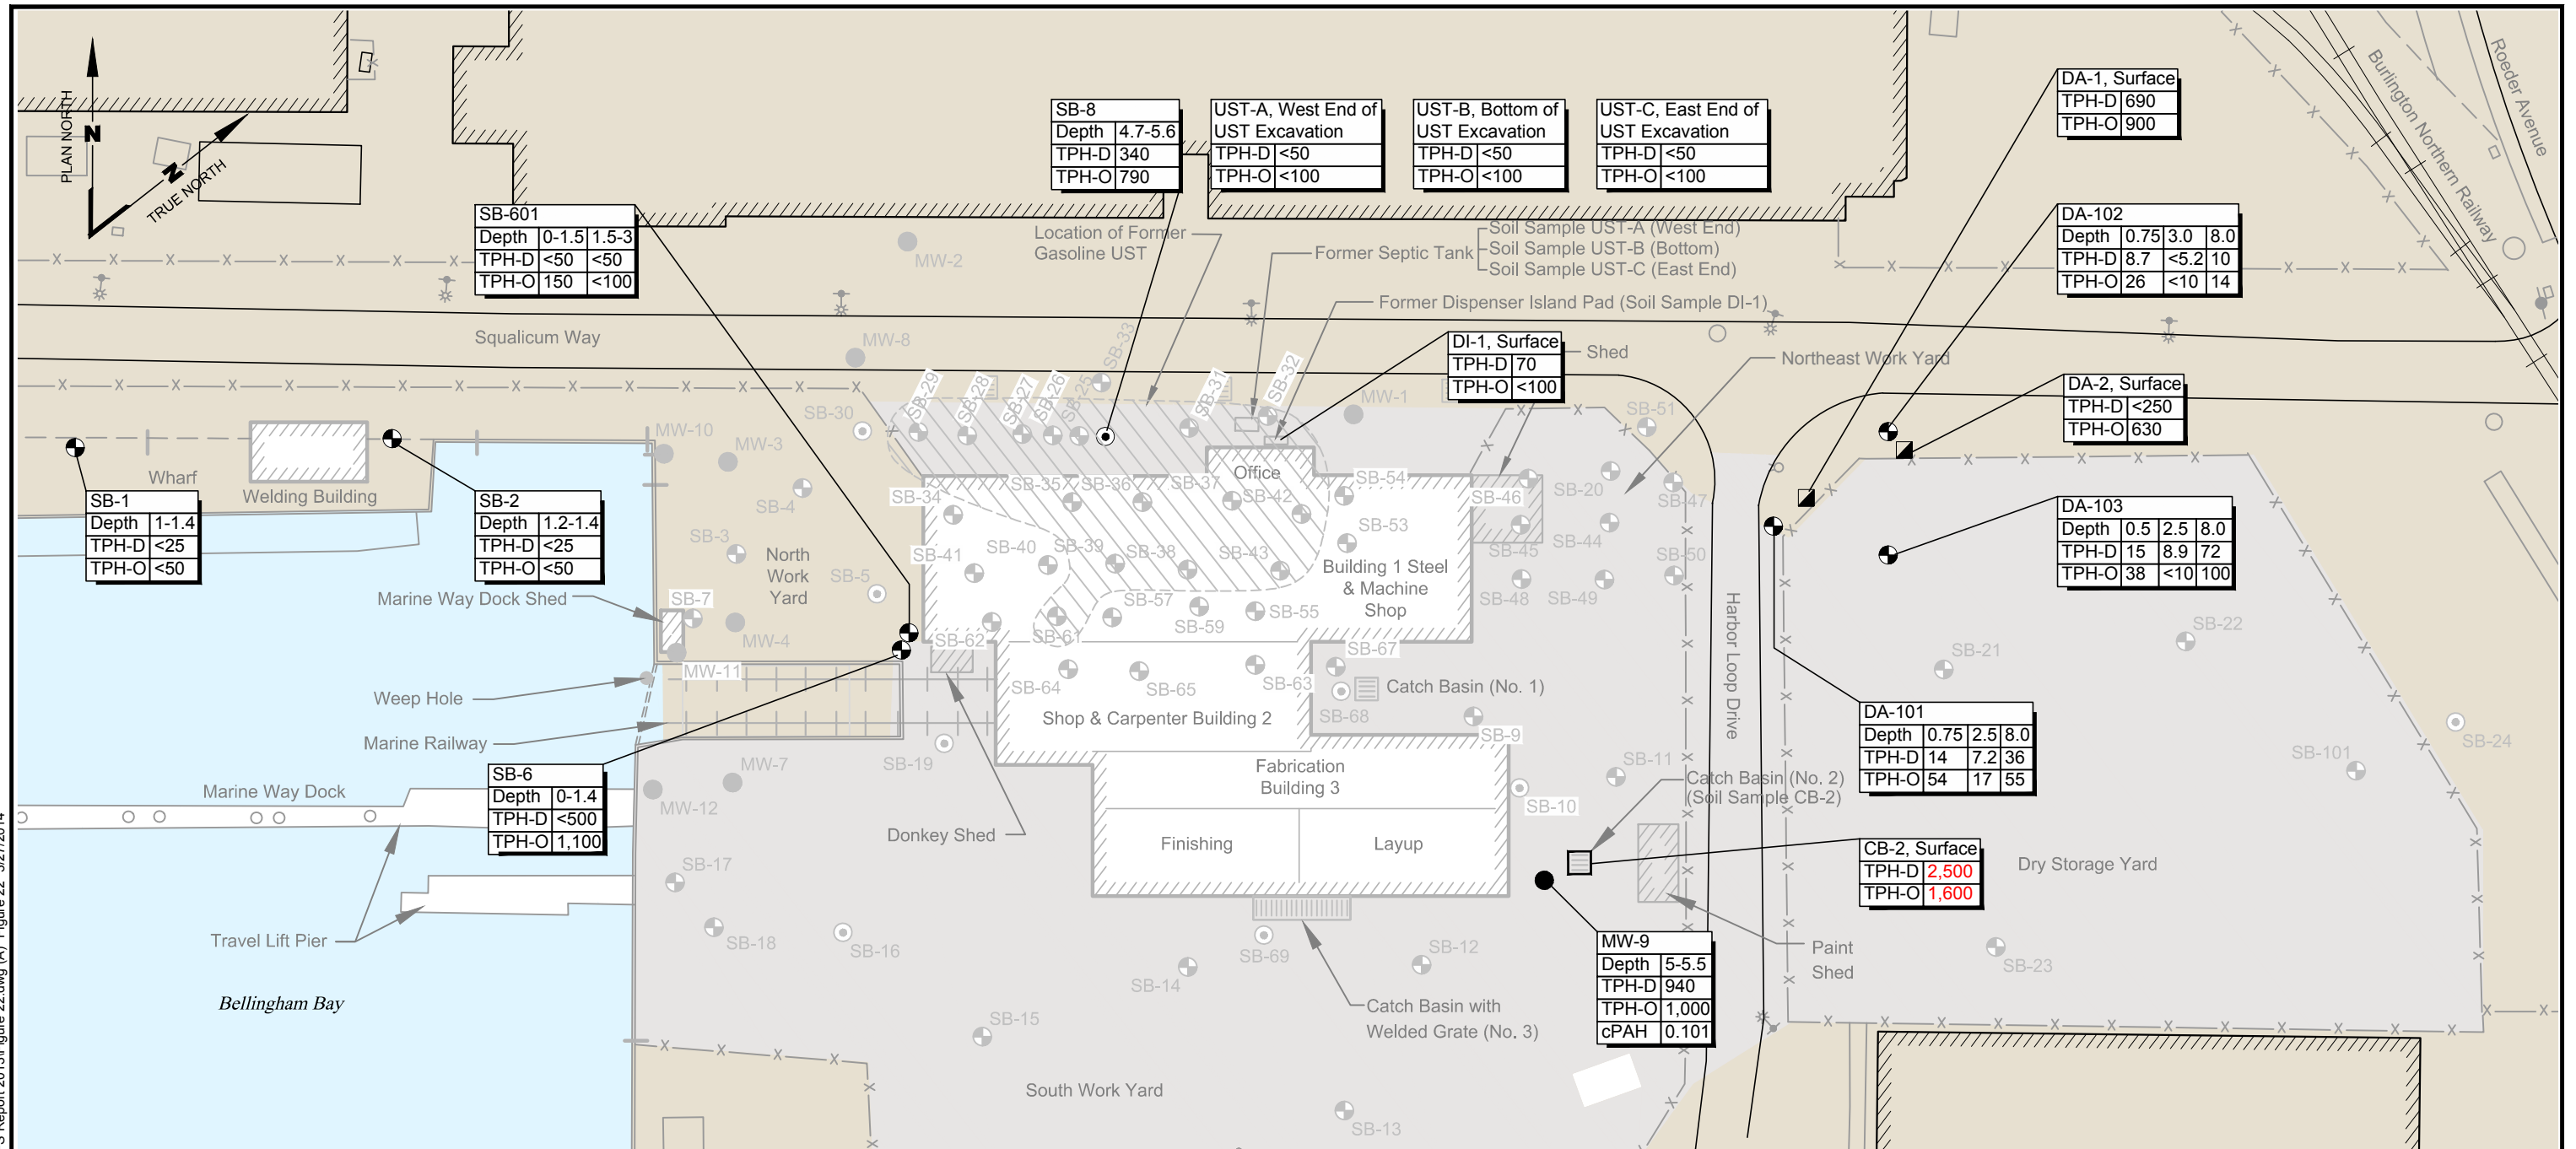 PLAN NORTH
N
N
TRUE NORTH
SB-8
Depth 4.7-5.6
TPH-D 340
TPH-O 790
UST-A, West End of
UST Excavation
TPH-D <50
TPH-O <100
UST-B, Bottom of
UST Excavation
TPH-D <50
TPH-O <100
UST-C, East End of
UST Excavation
TPH-D <50
TPH-O <100
DA-1, Surface
TPH-D 690
TPH-O 900
Burlington Northern Railway
Roeder Avenue
SB-601
Depth 0-1.5 1.5-3
TPH-D <50 <50
TPH-O 150 <100
DA-102
Depth 0.75 3.0 8.0
TPH-D 8.7 <5.2 10
TPH-O 26 <10 14
MW-2
Location of Former
Gasoline UST
Former Septic Tank
Soil Sample UST-A (West End)
Soil Sample UST-B (Bottom)
Soil Sample UST-C (East End)
Former Dispenser Island Pad (Soil Sample DI-1)
Squalicum Way
MW-8
SB-33
DI-1, Surface
TPH-D 70
TPH-O <100
Shed
Northeast Work Yard
DA-2, Surface
TPH-D <250
TPH-O 630
SB-30
SB-29
SB-28
SB-27
SB-26
SB-25
SB-31
SB-32
MW-1
SB-51
MW-10
MW-3
Wharf
Welding Building
Office
SB-1
Depth 1-1.4
TPH-D <25
TPH-O <50
SB-2
Depth 1.2-1.4
TPH-D <25
TPH-O <50
SB-4
SB-34
SB-35
SB-36
SB-37
SB-42
SB-54
SB-46
SB-20
SB-47
SB-3
North
Work
Yard
SB-5
SB-41
SB-40
SB-39
SB-38
SB-43
SB-53
SB-45
SB-44
SB-50
Building 1 Steel
& Machine
Shop
DA-103
Depth 0.5 2.5 8.0
TPH-D 15 8.9 72
TPH-O 38 <10 100
Marine Way Dock Shed
SB-7
MW-4
SB-62
SB-61
SB-57
SB-59
SB-55
SB-48
SB-49
Harbor Loop Drive
SB-22
SB-21
SB-67
MW-11
Weep Hole
SB-64
SB-65
SB-63
Catch Basin (No. 1)
SB-68
Shop & Carpenter Building 2
Marine Railway
SB-9
DA-101
Depth 0.75 2.5 8.0
TPH-D 14 7.2 36
TPH-O 54 17 55
SB-24
SB-101
SB-19
MW-7
SB-6
Depth 0-1.4
TPH-D <500
TPH-O 1,100
Fabrication
Building 3
SB-11
Catch Basin (No. 2)
(Soil Sample CB-2)
Marine Way Dock
MW-12
SB-10
Donkey Shed
Finishing
Layup
CB-2, Surface
TPH-D 2,500
TPH-O 1,600
Dry Storage Yard
SB-17
Travel Lift Pier
SB-18
SB-16
SB-69
SB-12
MW-9
Depth 5-5.5
TPH-D 940
TPH-O 1,000
cPAH 0.101
Paint
Shed
SB-23
SB-14
Bellingham Bay
Catch Basin with
Welded Grate (No. 3)
SB-15
South Work Yard
SB-13